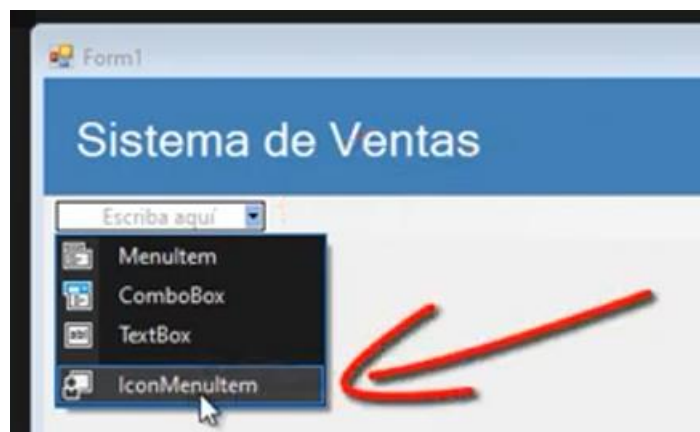 Form1
Sistema de Ventas
Escriba aquí
MenuItem
ComboBox
TextBox
IconMenuItem